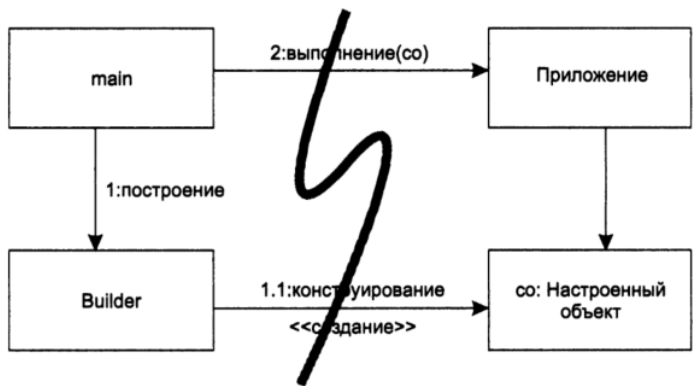 2:выполнение(co)
main
Приложение
1:построение
Builder
1.1:конструирование
<<создание>>
co: Настроенный
объект